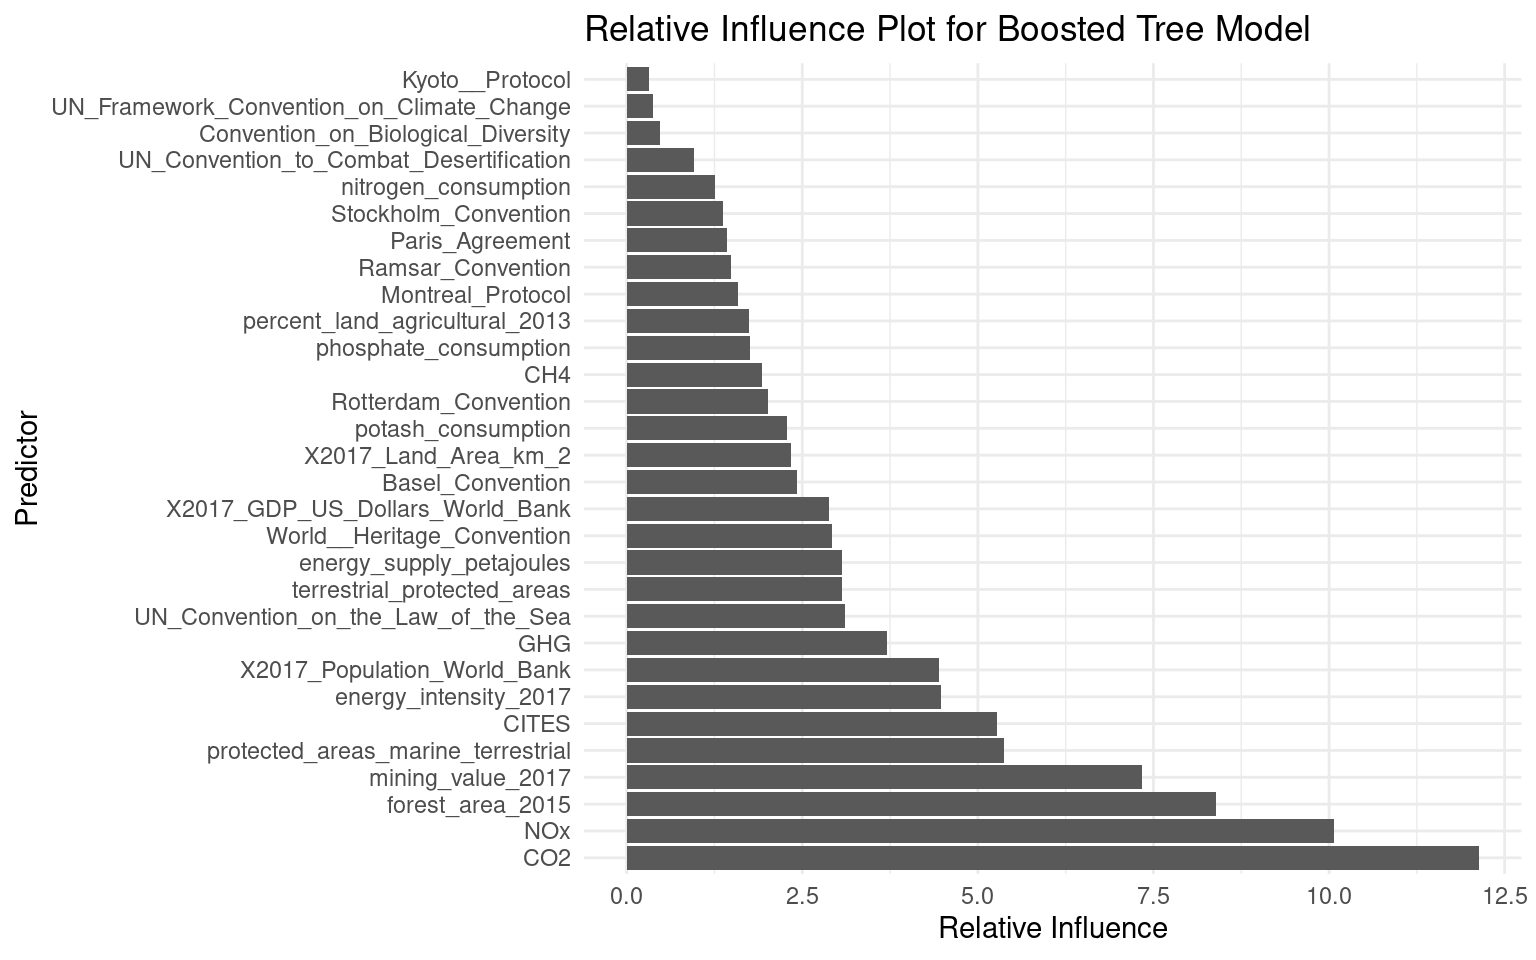 Relative Influence Plot for Boosted Tree Model
Kyoto__Protocol
UN_Framework_Convention_on_Climate_Change
Convention_on_Biological_Diversity
UN_Convention_to_Combat_Desertification
nitrogen_consumption
Stockholm_Convention
Paris_Agreement
Ramsar_Convention
Montreal_Protocol
percent_land_agricultural_2013
phosphate_consumption
CH4
Rotterdam_Convention
potash_consumption
X2017_Land_Area_km_2
Basel_Convention
X2017_GDP_US_Dollars_World_Bank
World__Heritage_Convention
energy_supply_petajoules
terrestrial_protected_areas
UN_Convention_on_the_Law_of_the_Sea
GHG
X2017_Population_World_Bank
energy_intensity_2017
CITES
protected_areas_marine_terrestrial
mining_value_2017
forest_area_2015
NOx
CO2
Predictor
0.0 2.5 5.0 7.5 10.0 12.5
Relative Influence